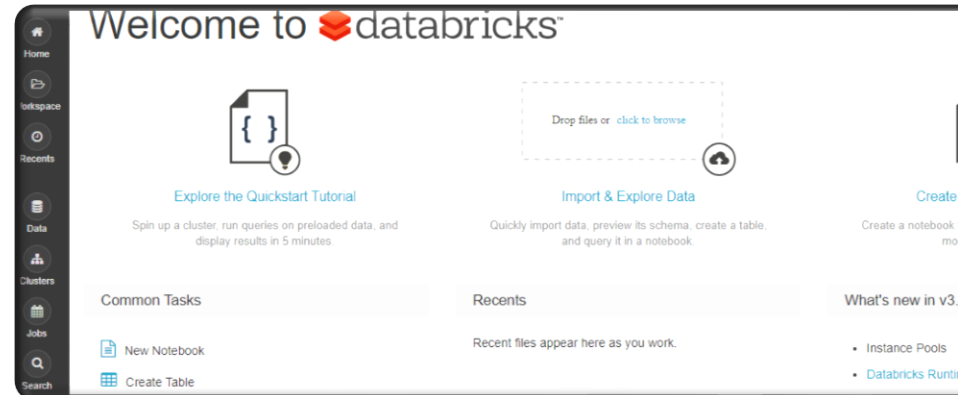 Welcome to databricks
Home
Workspace
Recents
Data
Clusters
Jobs
Search
{ }
Explore the Quickstart Tutorial
Spin up a cluster, run queries on preloaded data, and
display results in 5 minutes.
Drop files or click to browse
Import & Explore Data
Quickly import data, preview its schema, create a table,
and query it in a notebook.
Create
Create a notebook
mo
Common Tasks
New Notebook
Create Table
Recents
Recent files appear here as you work.
What's new in v3.
• Instance Pools
• Databricks Runti